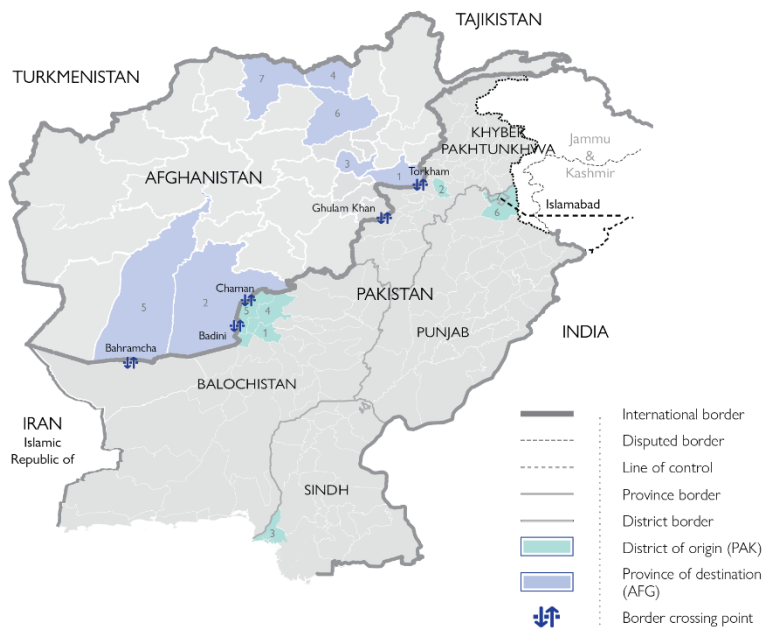 TAJIKISTAN
TURKMENISTAN
7
4
6
KHYBER
PAKHTUNKHWA
Jammu
&
Kashmir
3
1
Torkham
AFGHANISTAN
2
Ghulam Khan
Islamabad
6
5
2
Chaman
PAKISTAN
5
4
1
Badini
PUNJAB
INDIA
Bahramcha
BALOCHISTAN
IRAN
Islamic
Republic of
SINDH
3
International border
Disputed border
Line of control
Province border
District border
District of origin (PAK)
Province of destination
(AFG)
Border crossing point